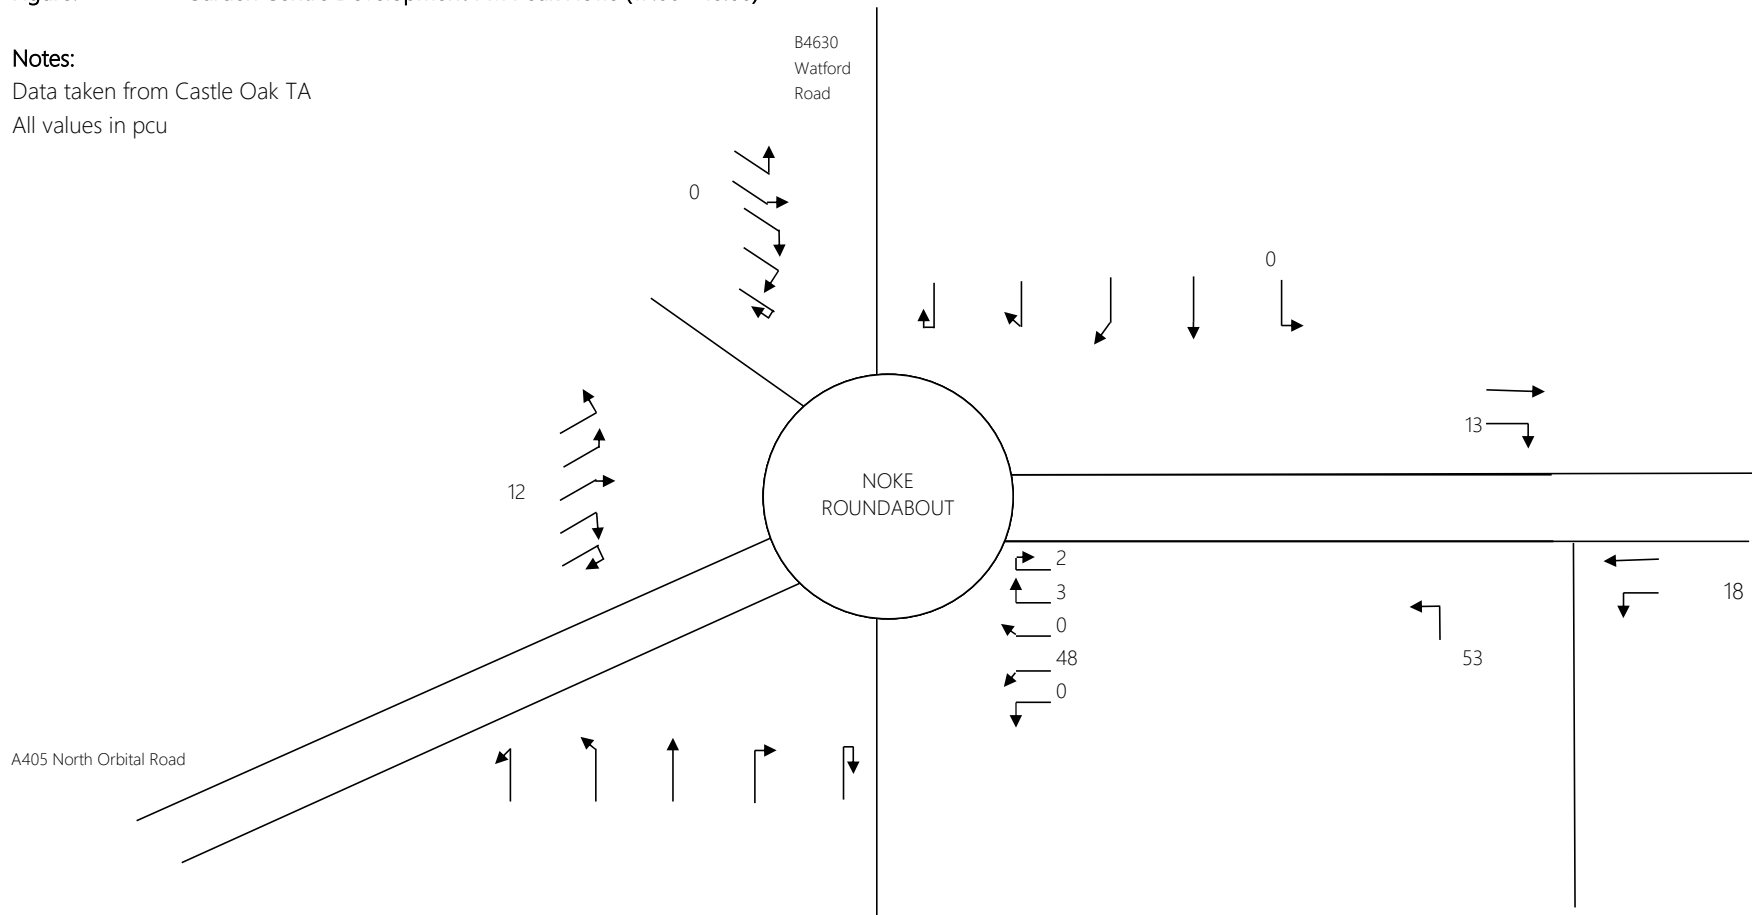 Notes:
Data taken from Castle Oak TA
All values in pcu
B4630
Watford
Road
0
0
13
12
NOKE
ROUNDABOUT
2
3
0
48
0
18
53
A405 North Orbital Road